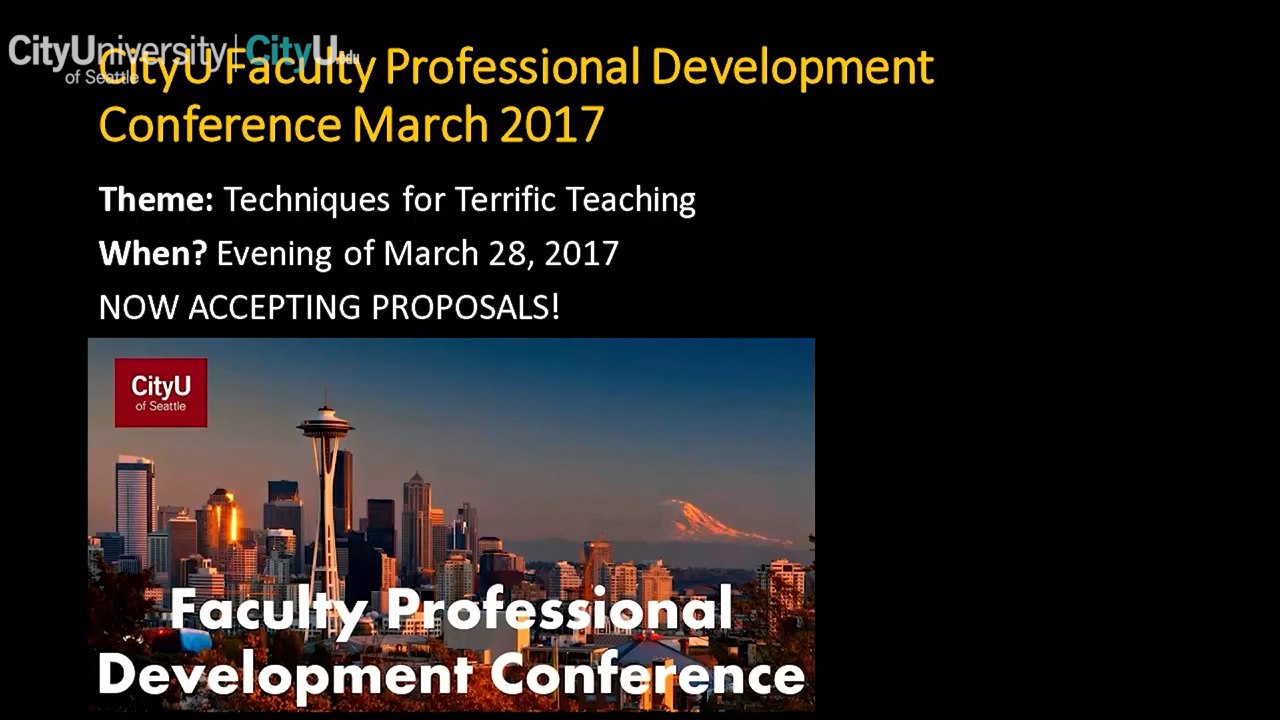 CityUniversity | CityU.edu
of Seattle
CityU Faculty Professional Development
Conference March 2017
Theme: Techniques for Terrific Teaching
When? Evening of March 28, 2017
NOW ACCEPTING PROPOSALS!
CityU
of Seattle
Faculty Professional
Development Conference